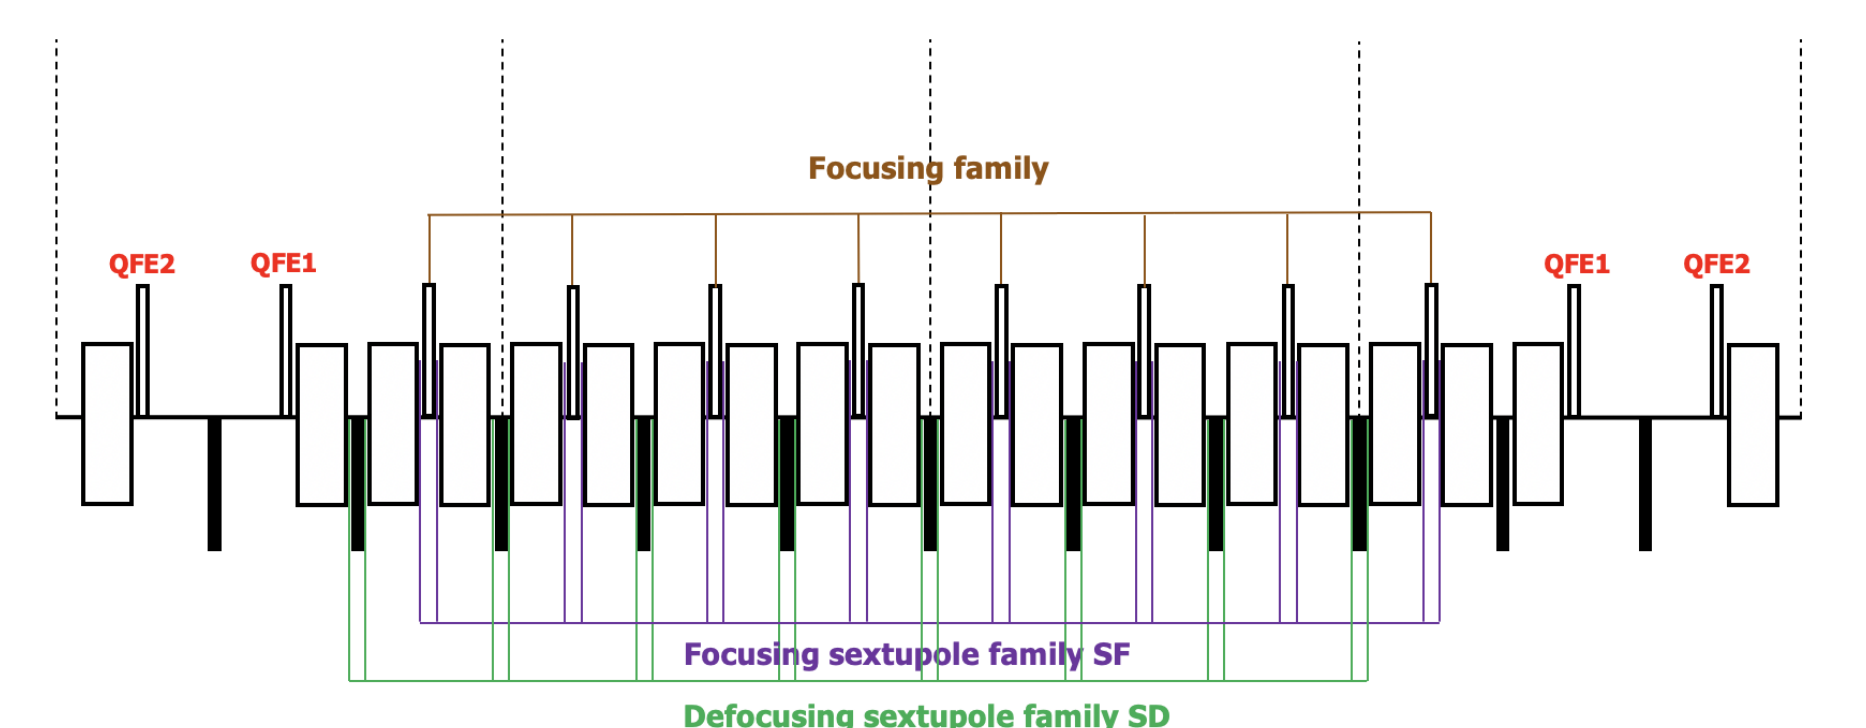 Focusing family
QFE2
QFE1
QFE1
QFE2
Focusing sextupole family SF
Defocusing sextupole family SD